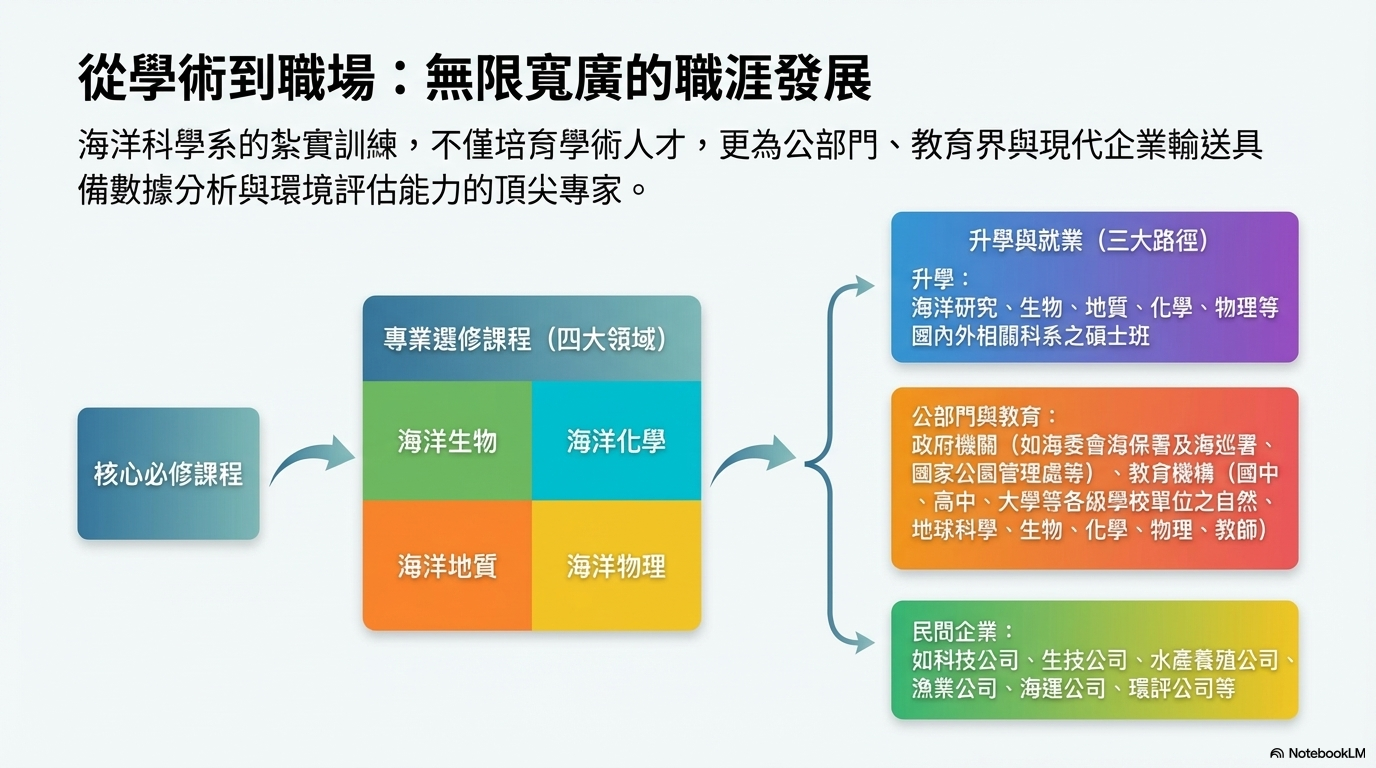 從學術到職場：無限寬廣的職涯發展
海洋科學系的紮實訓練，不僅培育學術人才，更為公部門、教育界與現代企業輸送具
備數據分析與環境評估能力的頂尖專家。
核心必修課程
專業選修課程（四大領域）
海洋生物
海洋化學
海洋地質
海洋物理
升學與就業（三大路徑）
升學：
海洋研究、生物、地質、化學、物理等
國內外相關科系之碩士班
公部門與教育：
政府機關（如海委會海保署及海巡署、
國家公園管理處等）、教育機構（國中
、高中、大學等各級學校單位之自然、
地球科學、生物、化學、物理、教師）
民間企業：
如科技公司、生技公司、水產養殖公司、
漁業公司、海運公司、環評公司等
NotebookLM